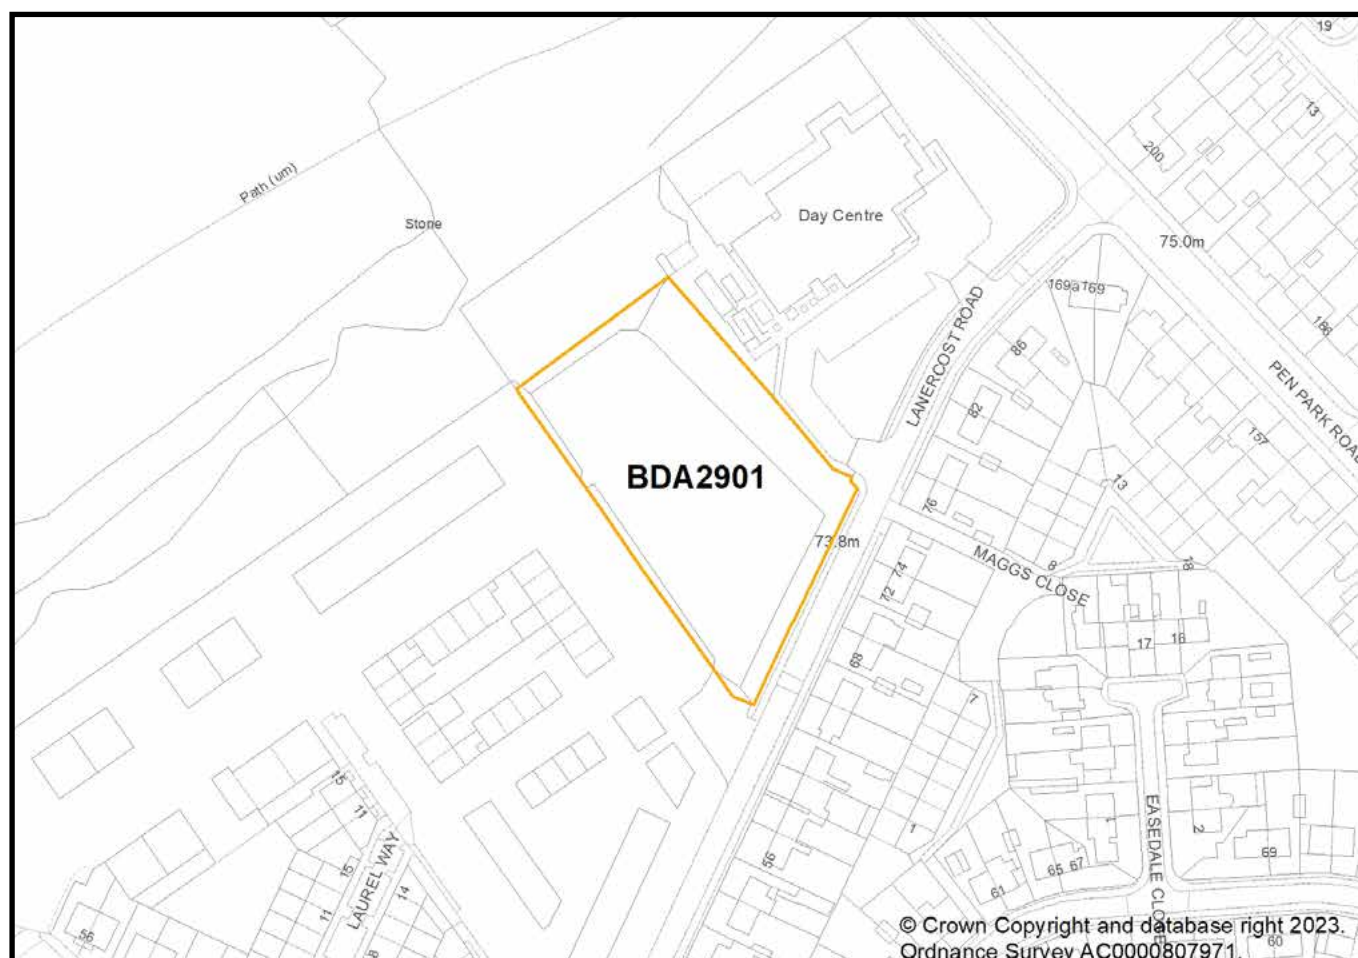 19
13
200
Path (um)
Stone
Day Centre
75.0m
169a
169
186
LANERCOST ROAD
86
PEN PARK ROAD
82
157
BDA2901
13
76
73.8m
MAGGS CLOSE
8
18
74
72
17
16
68
7
15
11
EASEDALE CLOSE
1
2
1
56
65
67
69
15
LAUREL WAY
14
11
61
56
8
60
© Crown Copyright and database right 2023.
Ordnance Survey AC0000807971.